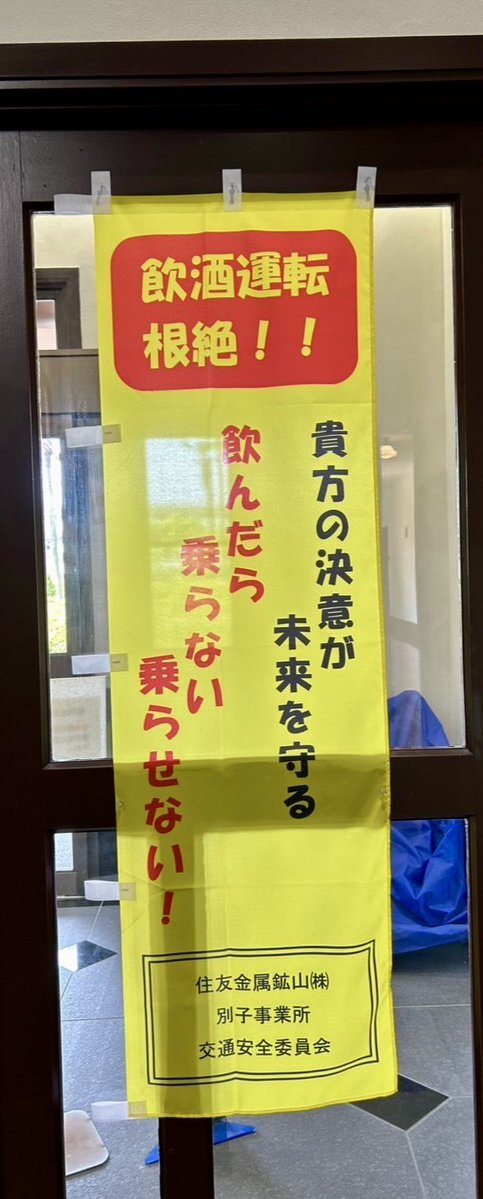 飲酒運転
根絶！！
貴方の決意が
未来を守る
飲んだら
乗らない
乗らせない！
住友金属鉱山㈱
別子事業所
交通安全委員会